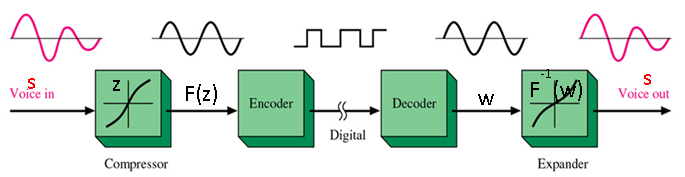 s
Voice in
z
Compressor
F(z)
Encoder
Digital
Decoder
w
F⁻¹(w)
Expander
s
Voice out